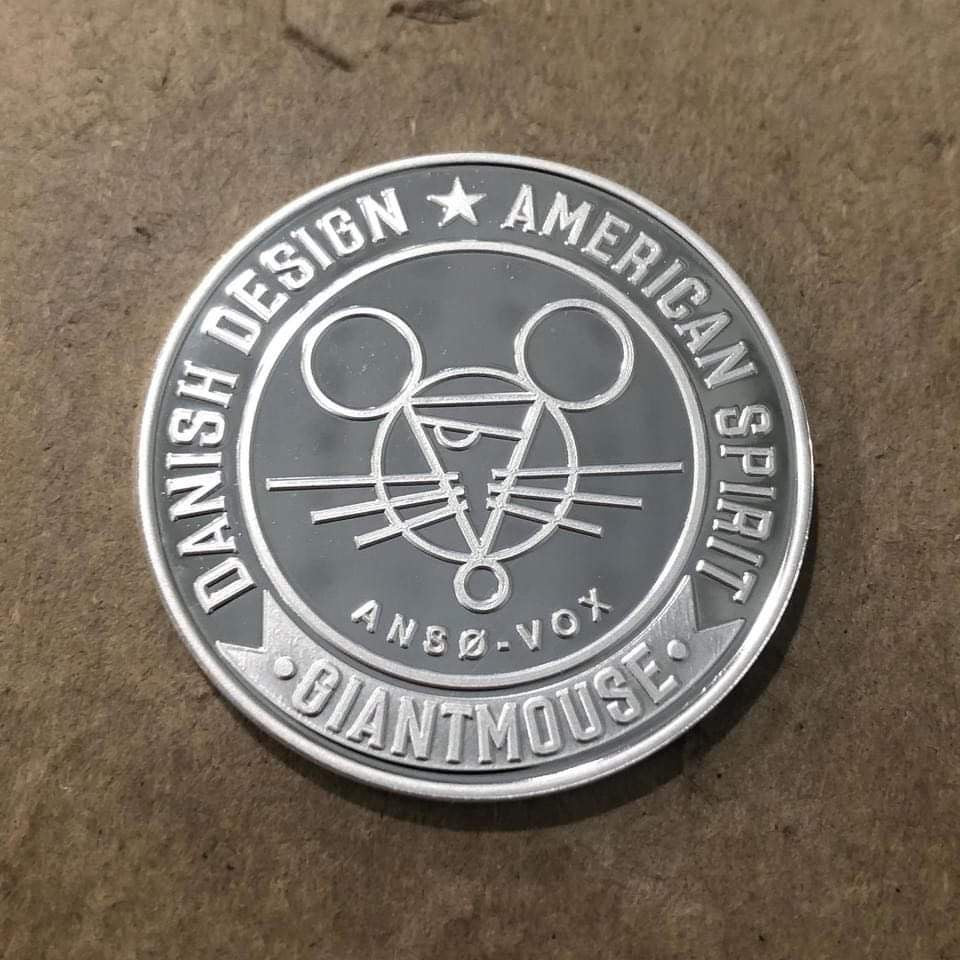 DANISH DESIGN ★ AMERICAN SPIRIT
ANSØ-VOX
• GIANTMOUSE •